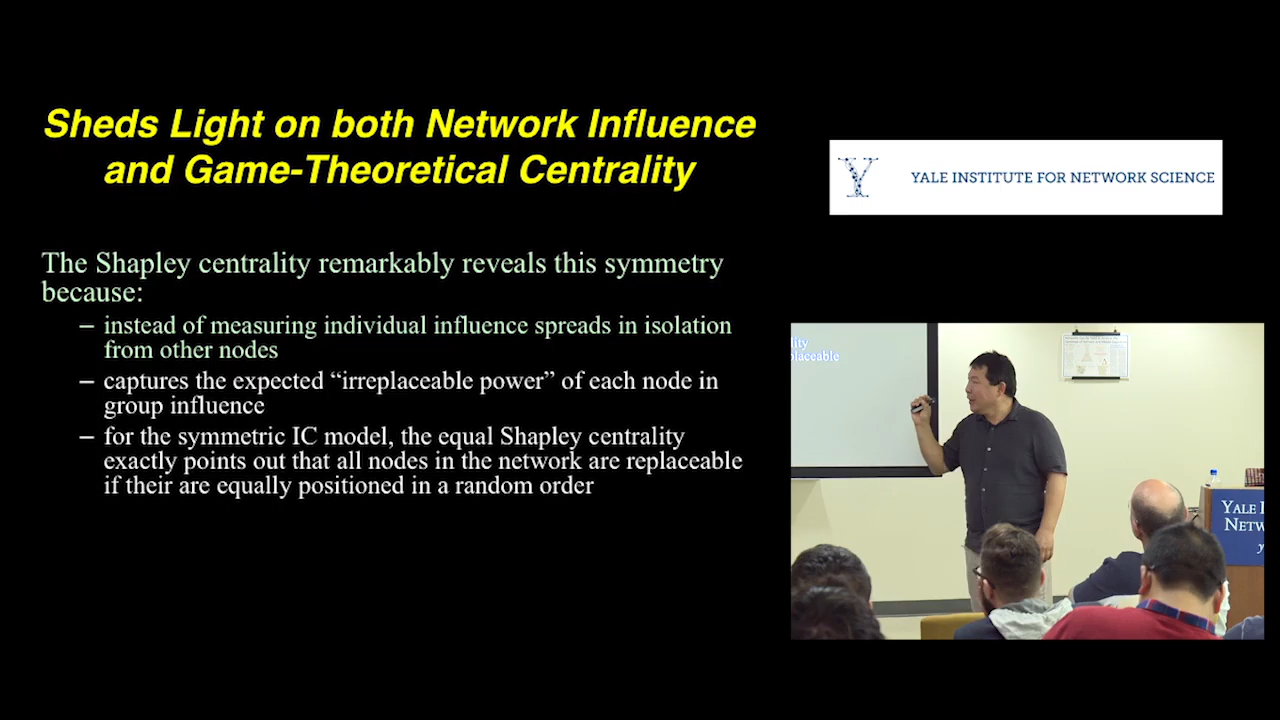 Sheds Light on both Network Influence
and Game-Theoretical Centrality
The Shapley centrality remarkably reveals this symmetry
because:
– instead of measuring individual influence spreads in isolation
from other nodes
– captures the expected “irreplaceable power” of each node in
group influence
– for the symmetric IC model, the equal Shapley centrality
exactly points out that all nodes in the network are replaceable
if their are equally positioned in a random order
Y YALE INSTITUTE FOR NETWORK SCIENCE
lity
placeable
YALE I
NETW
y